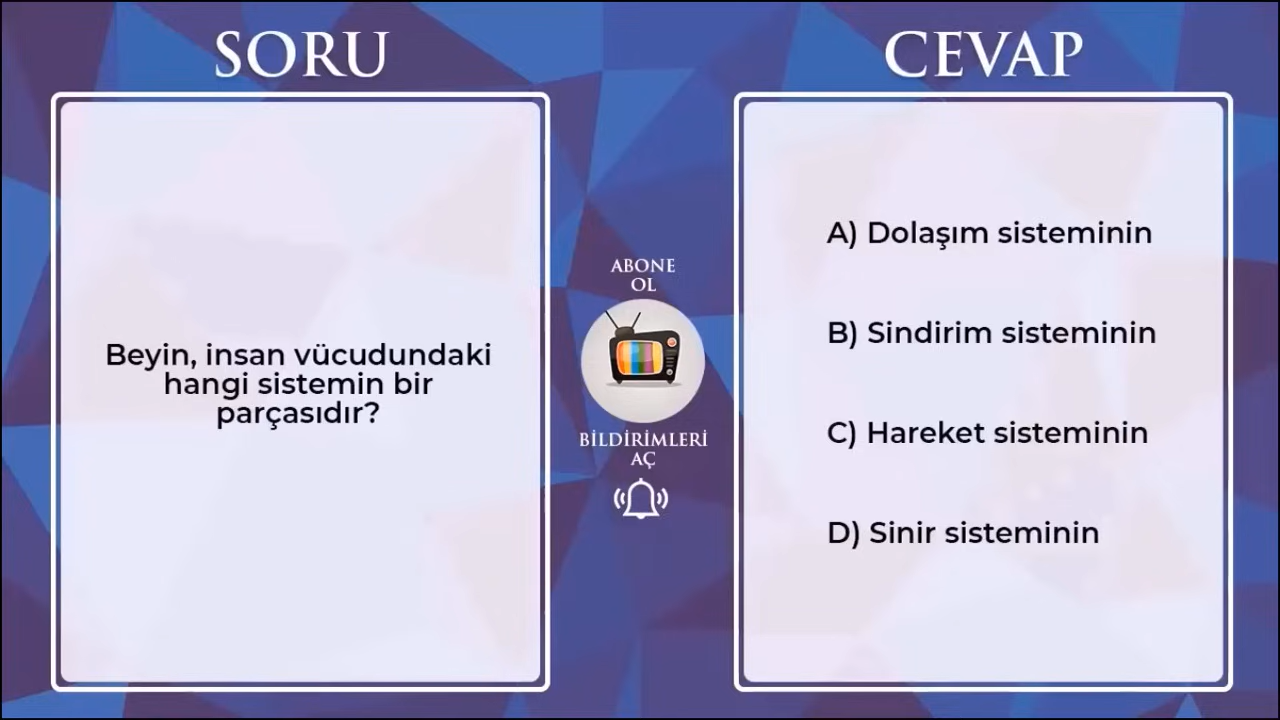 SORU
Beyin, insan vücudundaki
hangi sistemin bir
parçasıdır?
ABONE
OL
BİLDİRİMLERİ
AÇ
CEVAP
A) Dolaşım sisteminin
B) Sindirim sisteminin
C) Hareket sisteminin
D) Sinir sisteminin